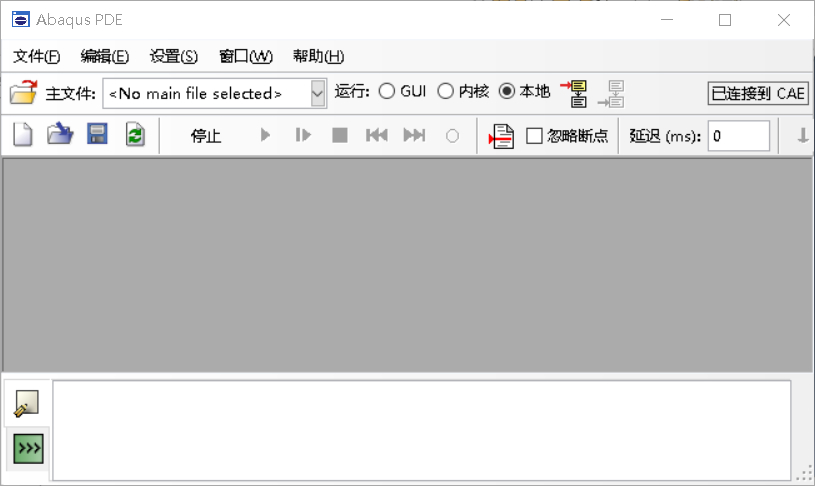 Abaqus PDE
文件(F) 编辑(E) 设置(S) 窗口(W) 帮助(H)
主文件: <No main file selected> 运行: GUI 内核 本地 已连接到 CAE
停止 忽略断点 延迟 (ms): 0
>>>